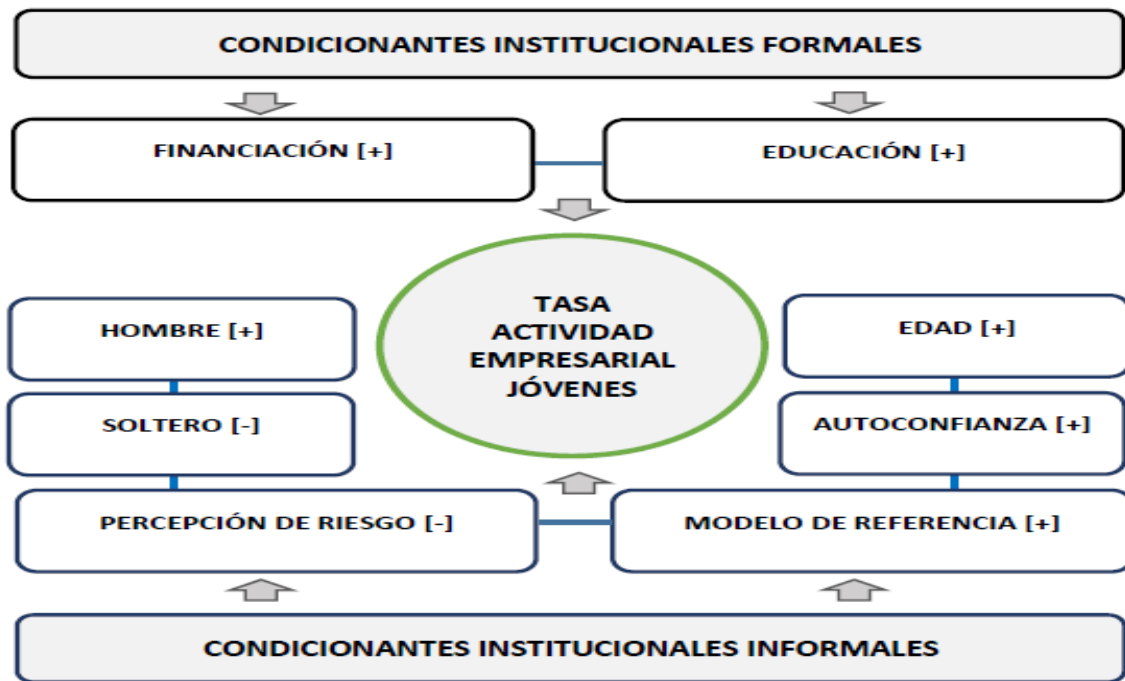 CONDICIONANTES INSTITUCIONALES FORMALES
FINANCIACIÓN [+]
EDUCACIÓN [+]
TASA
ACTIVIDAD
EMPRESARIAL
JÓVENES
HOMBRE [+]
EDAD [+]
SOLTERO [-]
AUTOCONFIANZA [+]
PERCEPCIÓN DE RIESGO [-]
MODELO DE REFERENCIA [+]
CONDICIONANTES INSTITUCIONALES INFORMALES